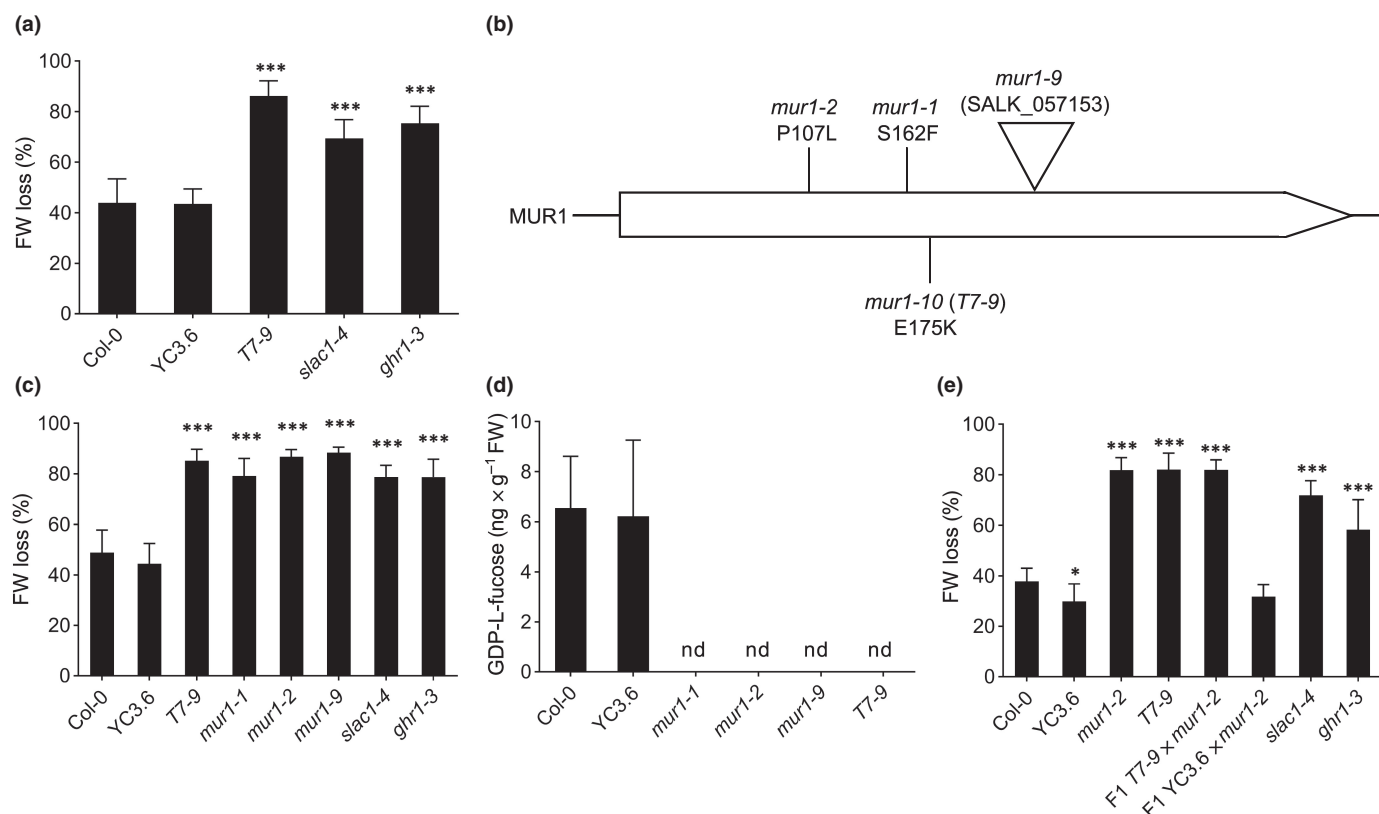 (a)
FW loss (%)
100
80
60
40
20
0
***
***
***
Col-0
YC3.6
T7-9
slac1-4
ghr1-3
(b)
mur1-9
(SALK_057153)
mur1-2
P107L
mur1-1
S162F
MUR1
mur1-10 (T7-9)
E175K
(c)
FW loss (%)
100
80
60
40
20
0
***
***
***
***
***
***
Col-0
YC3.6
T7-9
mur1-1
mur1-2
mur1-9
slac1-4
ghr1-3
(d)
GDP-L-fucose (ng × g⁻¹ FW)
10
8
6
4
2
0
nd
nd
nd
nd
Col-0
YC3.6
mur1-1
mur1-2
mur1-9
T7-9
(e)
FW loss (%)
100
80
60
40
20
0
*
***
***
***
***
***
Col-0
YC3.6
mur1-2
T7-9
F1 T7-9 × mur1-2
F1 YC3.6 × mur1-2
slac1-4
ghr1-3